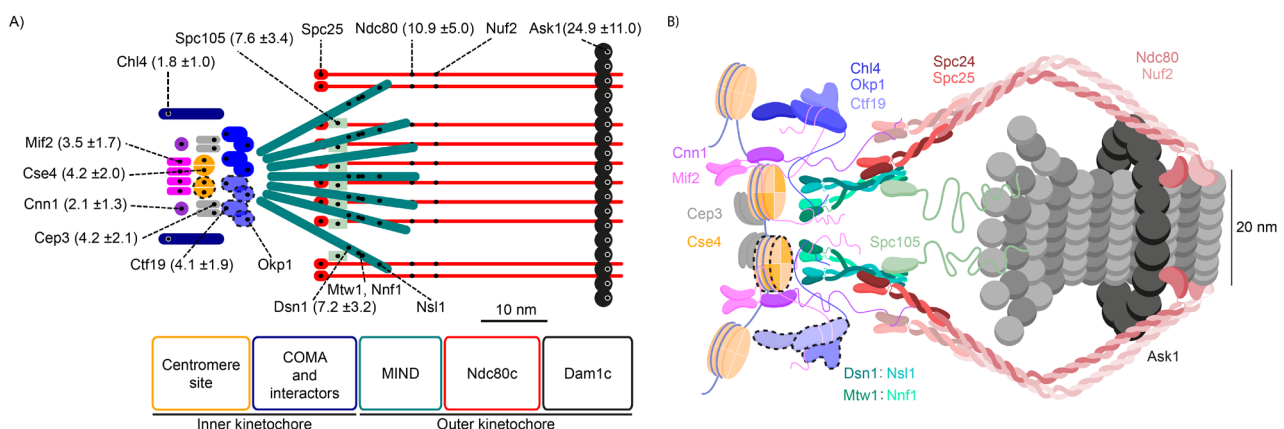 A)
Spc25
Ndc80 (10.9 ±5.0)
Nuf2
Ask1(24.9 ±11.0)
Spc105 (7.6 ±3.4)
Chl4 (1.8 ±1.0)
Mif2 (3.5 ±1.7)
Cse4 (4.2 ±2.0)
Cnn1 (2.1 ±1.3)
Cep3 (4.2 ±2.1)
Ctf19 (4.1 ±1.9)
Okp1
Mtw1
Nnf1
Dsn1 (7.2 ±3.2)
Nsl1
10 nm
Centromere
site
COMA
and
interactors
MIND
Ndc80c
Dam1c
Inner kinetochore
Outer kinetochore
B)
Chl4
Okp1
Ctf19
Spc24
Spc25
Ndc80
Nuf2
Cnn1
Mif2
Cep3
Cse4
Spc105
20 nm
Ask1
Dsn1: Nsl1
Mtw1: Nnf1